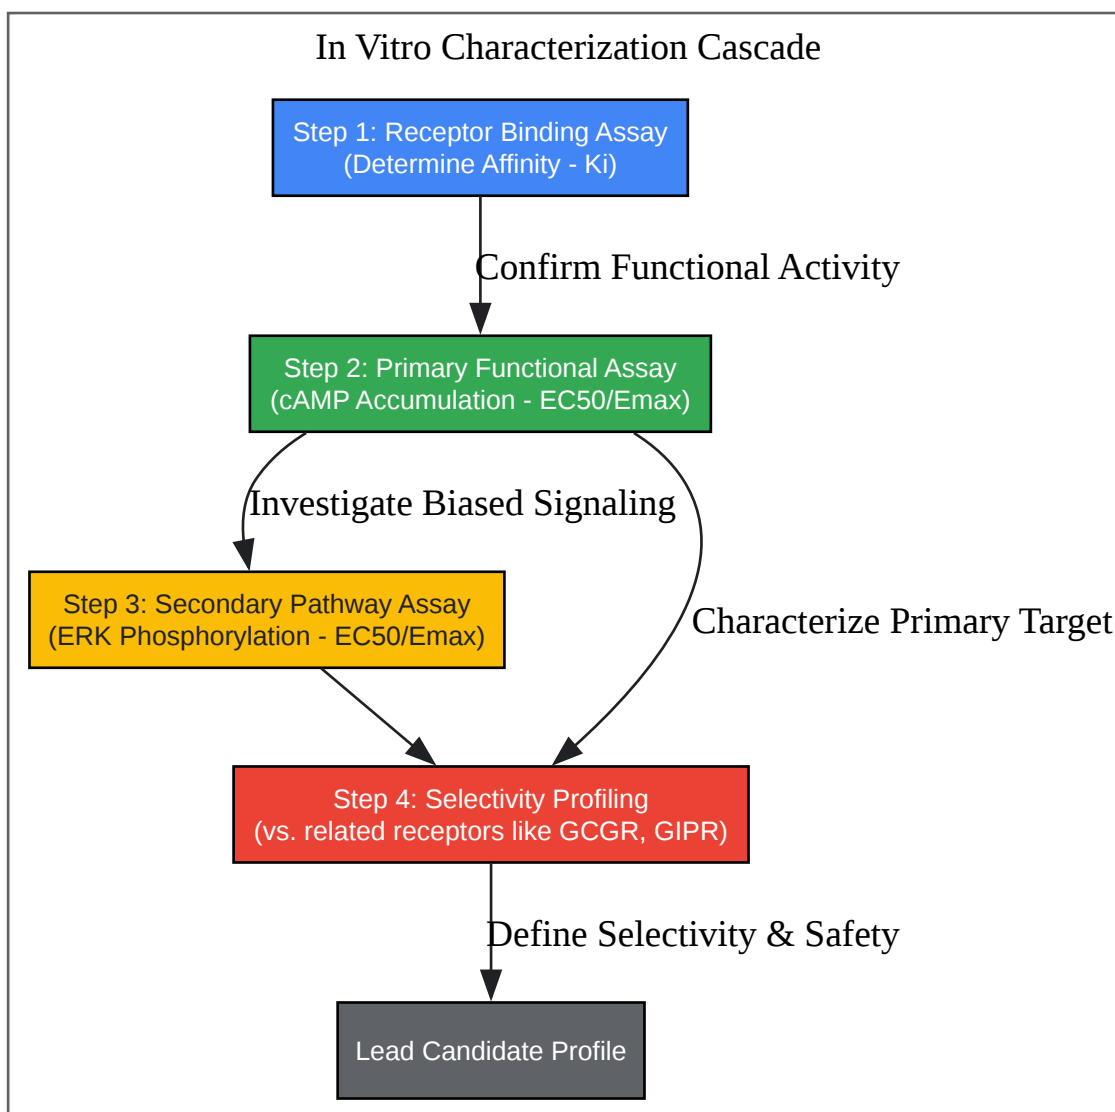 In Vitro Characterization Cascade
Step 1: Receptor Binding Assay
(Determine Affinity - Ki)
Confirm Functional Activity
Step 2: Primary Functional Assay
(cAMP Accumulation - EC50/Emax)
Investigate Biased Signaling
Step 3: Secondary Pathway Assay
(ERK Phosphorylation - EC50/Emax)
Characterize Primary Target
Step 4: Selectivity Profiling
(vs. related receptors like GCGR, GIPR)
Define Selectivity & Safety
Lead Candidate Profile